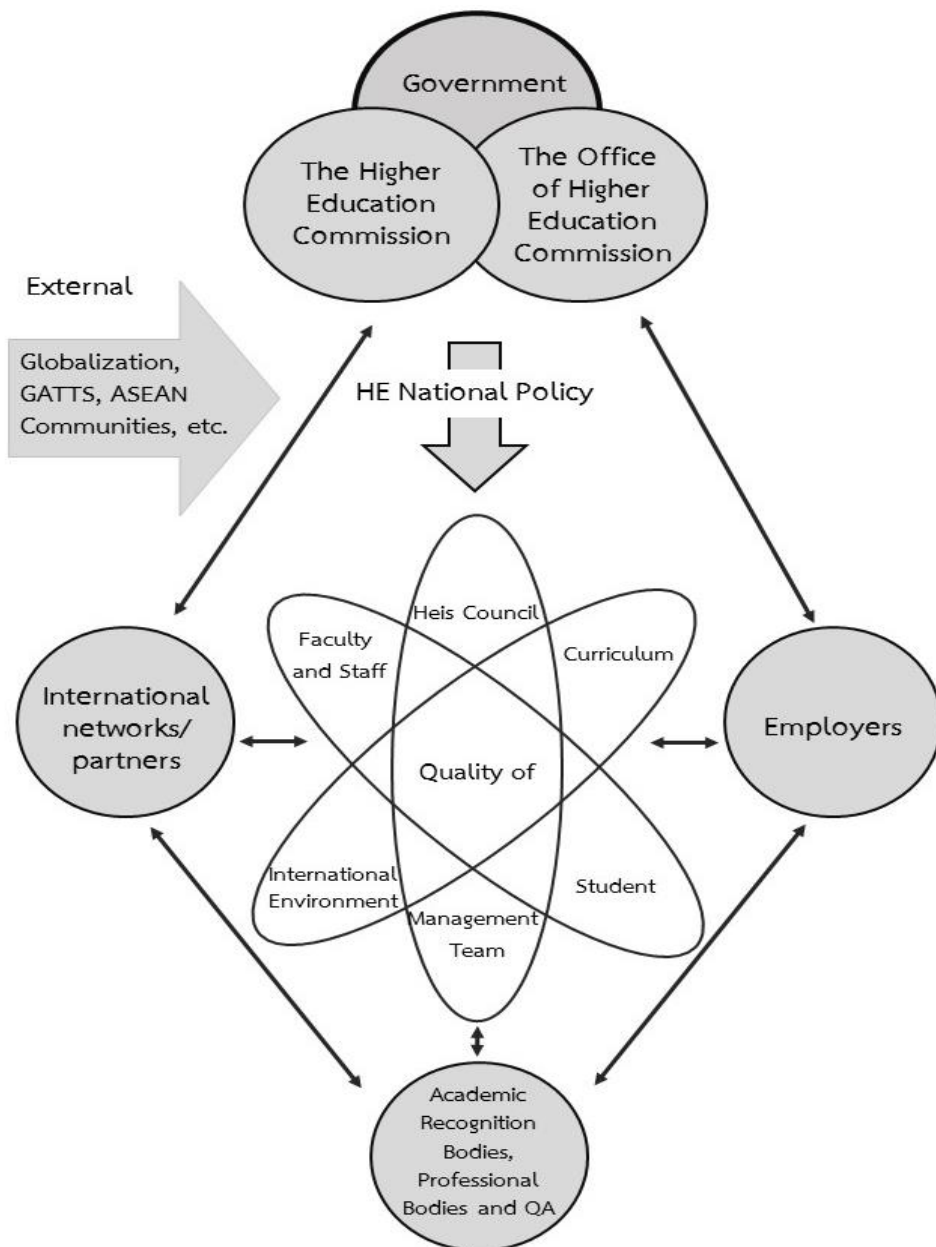 Government
The Higher
Education
Commission
The Office
of Higher
Education
Commission
External
Globalization,
GATTS, ASEAN
Communities, etc.
HE National Policy
Heis Council
Faculty
and Staff
Curriculum
International
networks/
partners
Quality of
Employers
International
Environment
Student
Management
Team
Academic
Recognition
Bodies,
Professional
Bodies and QA